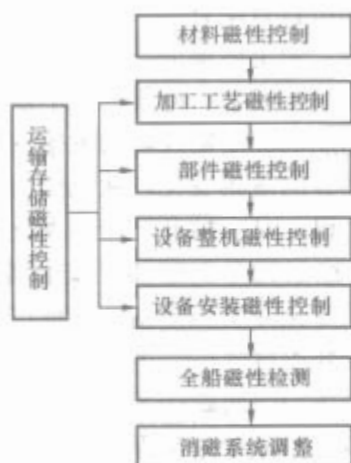 材料磁性控制
加工工艺磁性控制
部件磁性控制
设备整机磁性控制
设备安装磁性控制
全船磁性检测
消磁系统调整
运输存储磁性控制